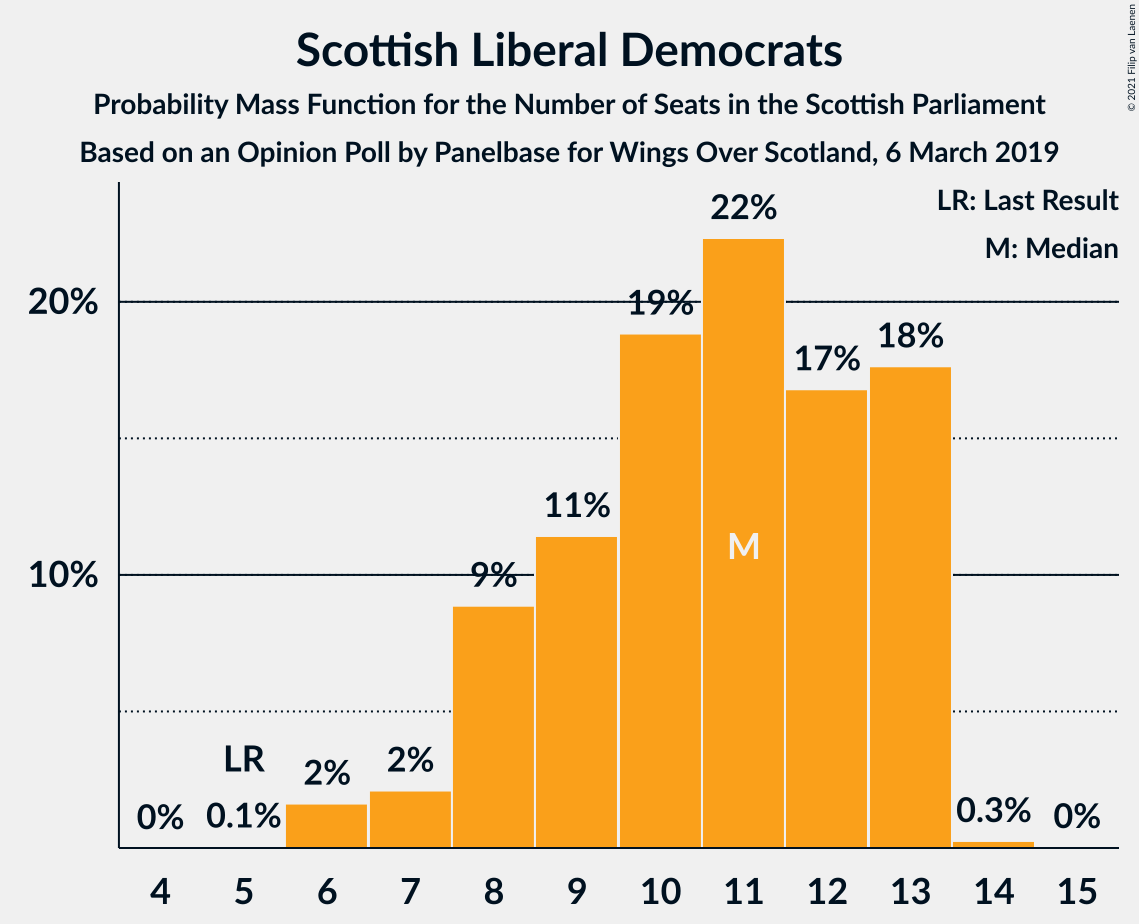 Scottish Liberal Democrats
Probability Mass Function for the Number of Seats in the Scottish Parliament
Based on an Opinion Poll by Panelbase for Wings Over Scotland, 6 March 2019
© 2021 Filip van Laenen
LR: Last Result
M: Median
22%
20%
19%
18%
17%
11%
M
10%
9%
LR
2%
2%
0%
0.1%
0.3%
0%
4 5 6 7 8 9 10 11 12 13 14 15